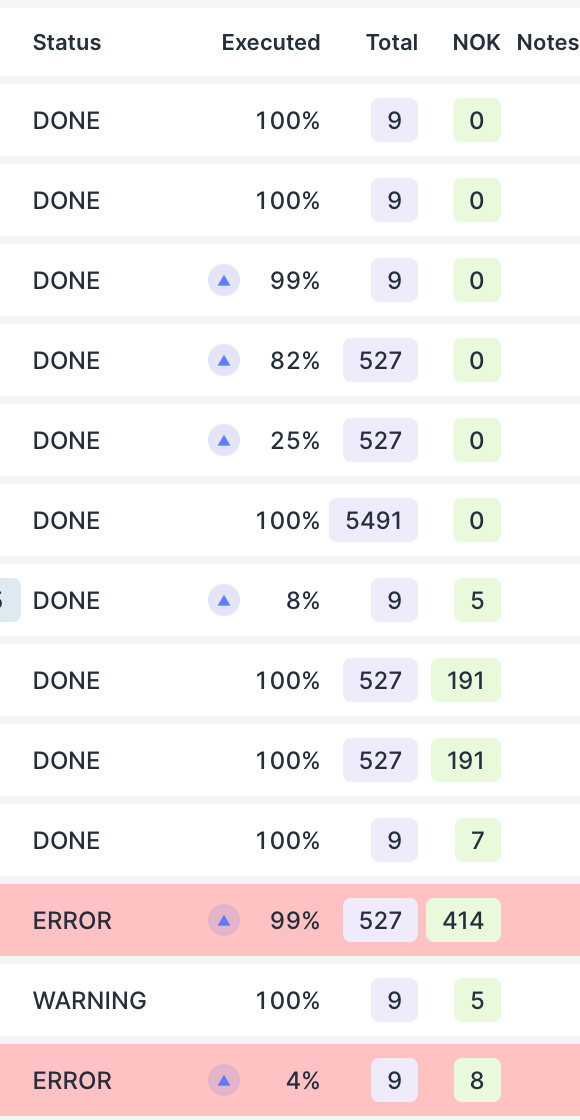 Status Executed Total NOK Notes
DONE 100% 9 0
DONE 100% 9 0
DONE 99% 9 0
DONE 82% 527 0
DONE 25% 527 0
DONE 100% 5491 0
DONE 8% 9 5
DONE 100% 527 191
DONE 100% 527 191
DONE 100% 9 7
ERROR 99% 527 414
WARNING 100% 9 5
ERROR 4% 9 8